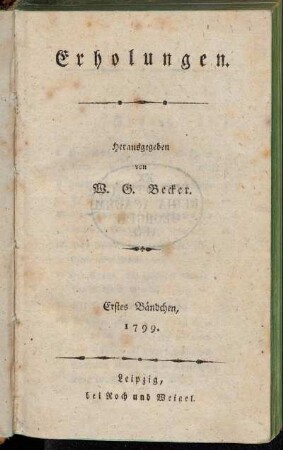 Erholungen.
Herausgegeben
von
W. G. Becker.
Erstes Bändchen,
1799.
Leipzig,
bei Roch und Weigel.